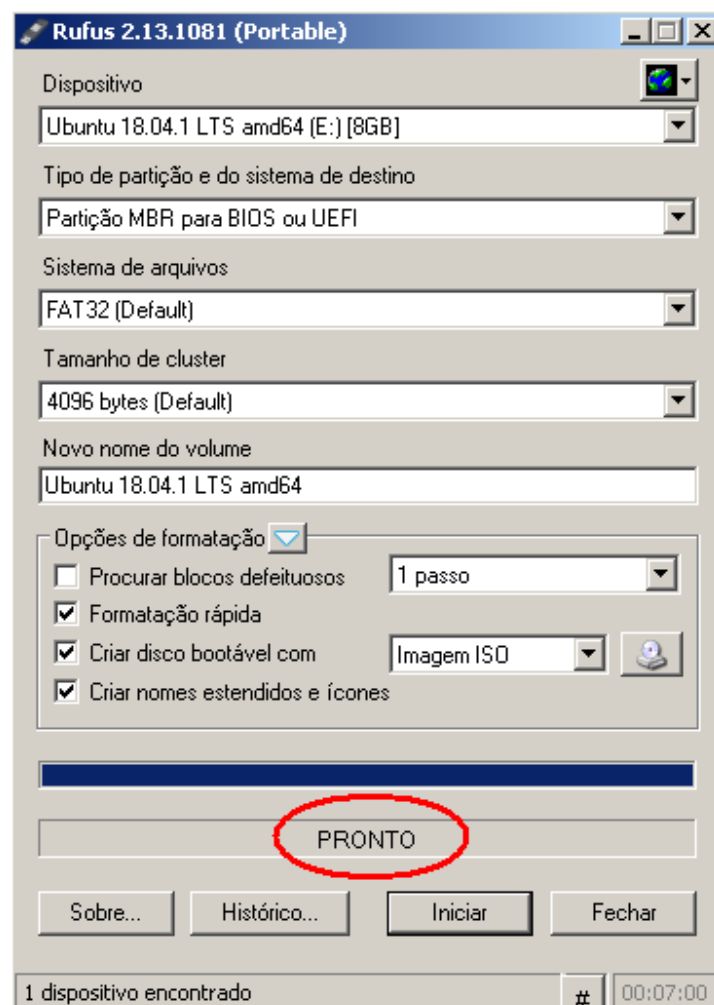 Rufus 2.13.1081 (Portable)
Dispositivo
Ubuntu 18.04.1 LTS amd64 (E:) [8GB]
Tipo de partição e do sistema de destino
Partição MBR para BIOS ou UEFI
Sistema de arquivos
FAT32 (Default)
Tamanho de cluster
4096 bytes (Default)
Novo nome do volume
Ubuntu 18.04.1 LTS amd64
Opções de formatação
Procurar blocos defeituosos 1 passo
Formatação rápida
Criar disco bootável com Imagem ISO
Criar nomes estendidos e ícones
PRONTO
Sobre... Histórico... Iniciar Fechar
1 dispositivo encontrado # 00:07:00